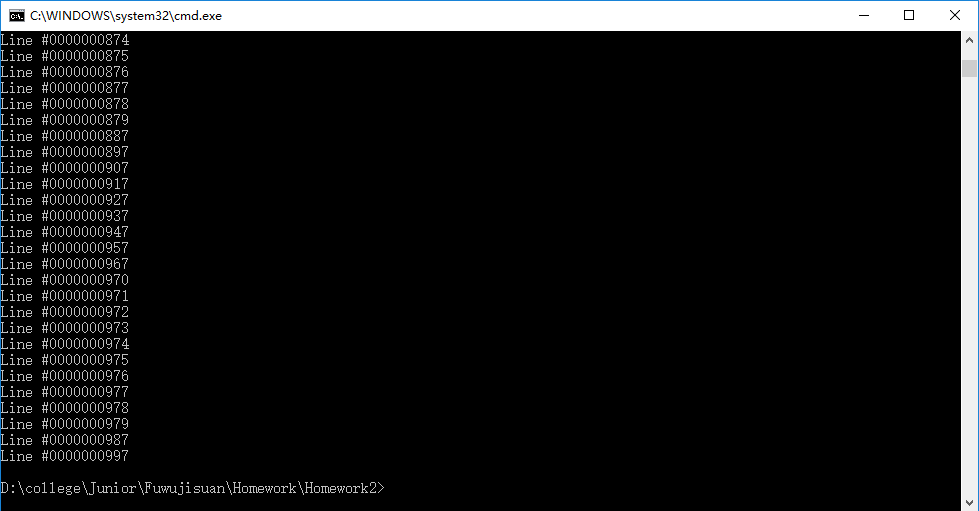 C:\WINDOWS\system32\cmd.exe
Line #0000000874
Line #0000000875
Line #0000000876
Line #0000000877
Line #0000000878
Line #0000000879
Line #0000000887
Line #0000000897
Line #0000000907
Line #0000000917
Line #0000000927
Line #0000000937
Line #0000000947
Line #0000000957
Line #0000000967
Line #0000000970
Line #0000000971
Line #0000000972
Line #0000000973
Line #0000000974
Line #0000000975
Line #0000000976
Line #0000000977
Line #0000000978
Line #0000000979
Line #0000000987
Line #0000000997
D:\college\Junior\Fuwujisuan\Homework\Homework2>